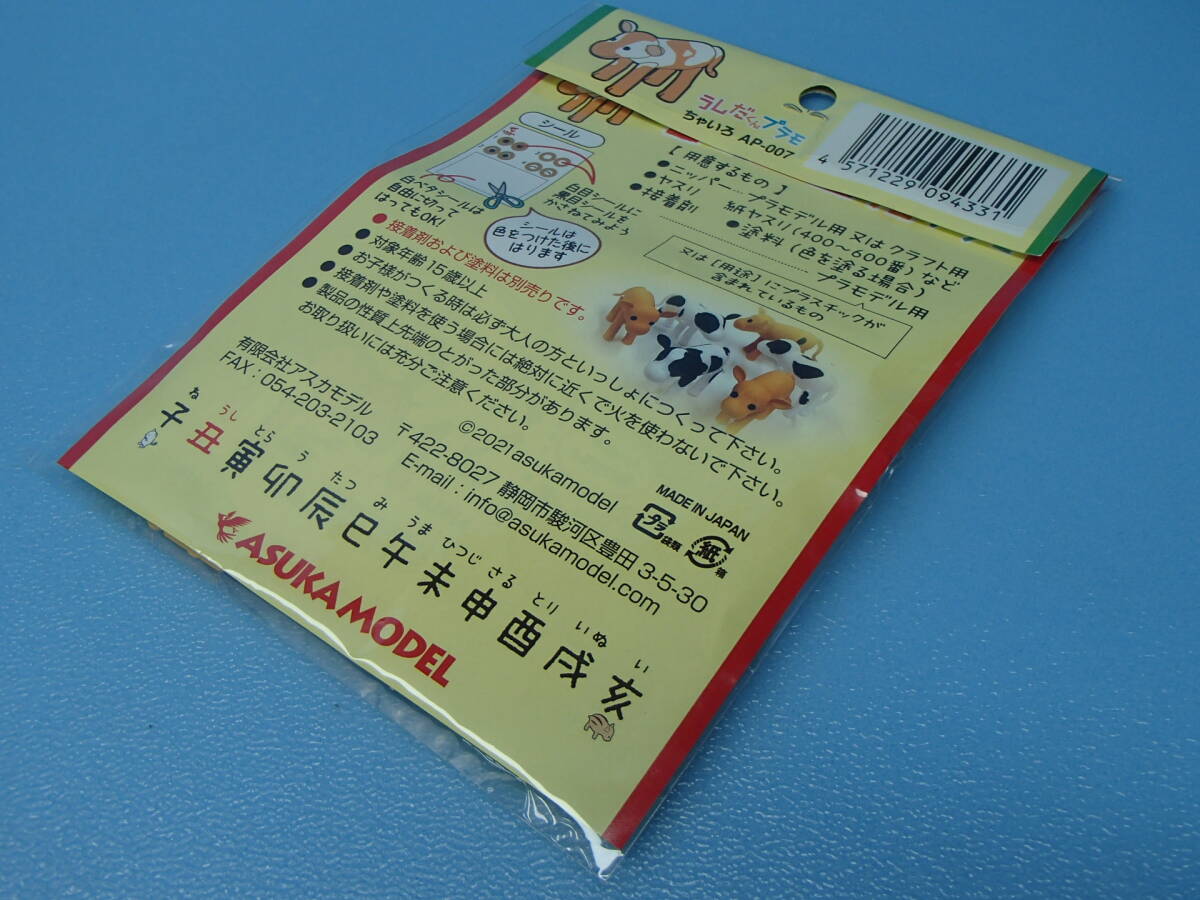 うしだくんプラモ
ちゃいろ AP-007
4 571229 094331
シール
白目シールに
黒目シールを
かさねてみよう
白ベタシールは
自由に切って
はってもOK!
シールは
色をつけた後に
はります
【 用意するもの 】
●ニッパー…プラモデル用 又は クラフト用
●ヤスリ 紙ヤスリ(400～600番)など
●接着剤 ●塗料(色を塗る場合)
プラモデル用
又は[用途]にプラスチックが
含まれているもの
●接着剤および塗料は別売りです。
●対象年齢15歳以上
●お子様がつくる時は必ず大人の方といっしょにつくって下さい。
●接着剤や塗料を使う場合には絶対に近くで火を使わないで下さい。
●製品の性質上先端のとがった部分があります。
お取り扱いには充分ご注意ください。
©2021asukamodel
MADE IN JAPAN
プラ
袋類
紙
箱
有限会社アスカモデル
〒422-8027 静岡市駿河区豊田 3-5-30
FAX : 054-203-2103
E-mail : info@asukamodel.com
ね うし とら う たつ み うま ひつじ さる とり いぬ い
子 丑 寅 卯 辰 巳 午 未 申 酉 戌 亥
ASUKAMODEL